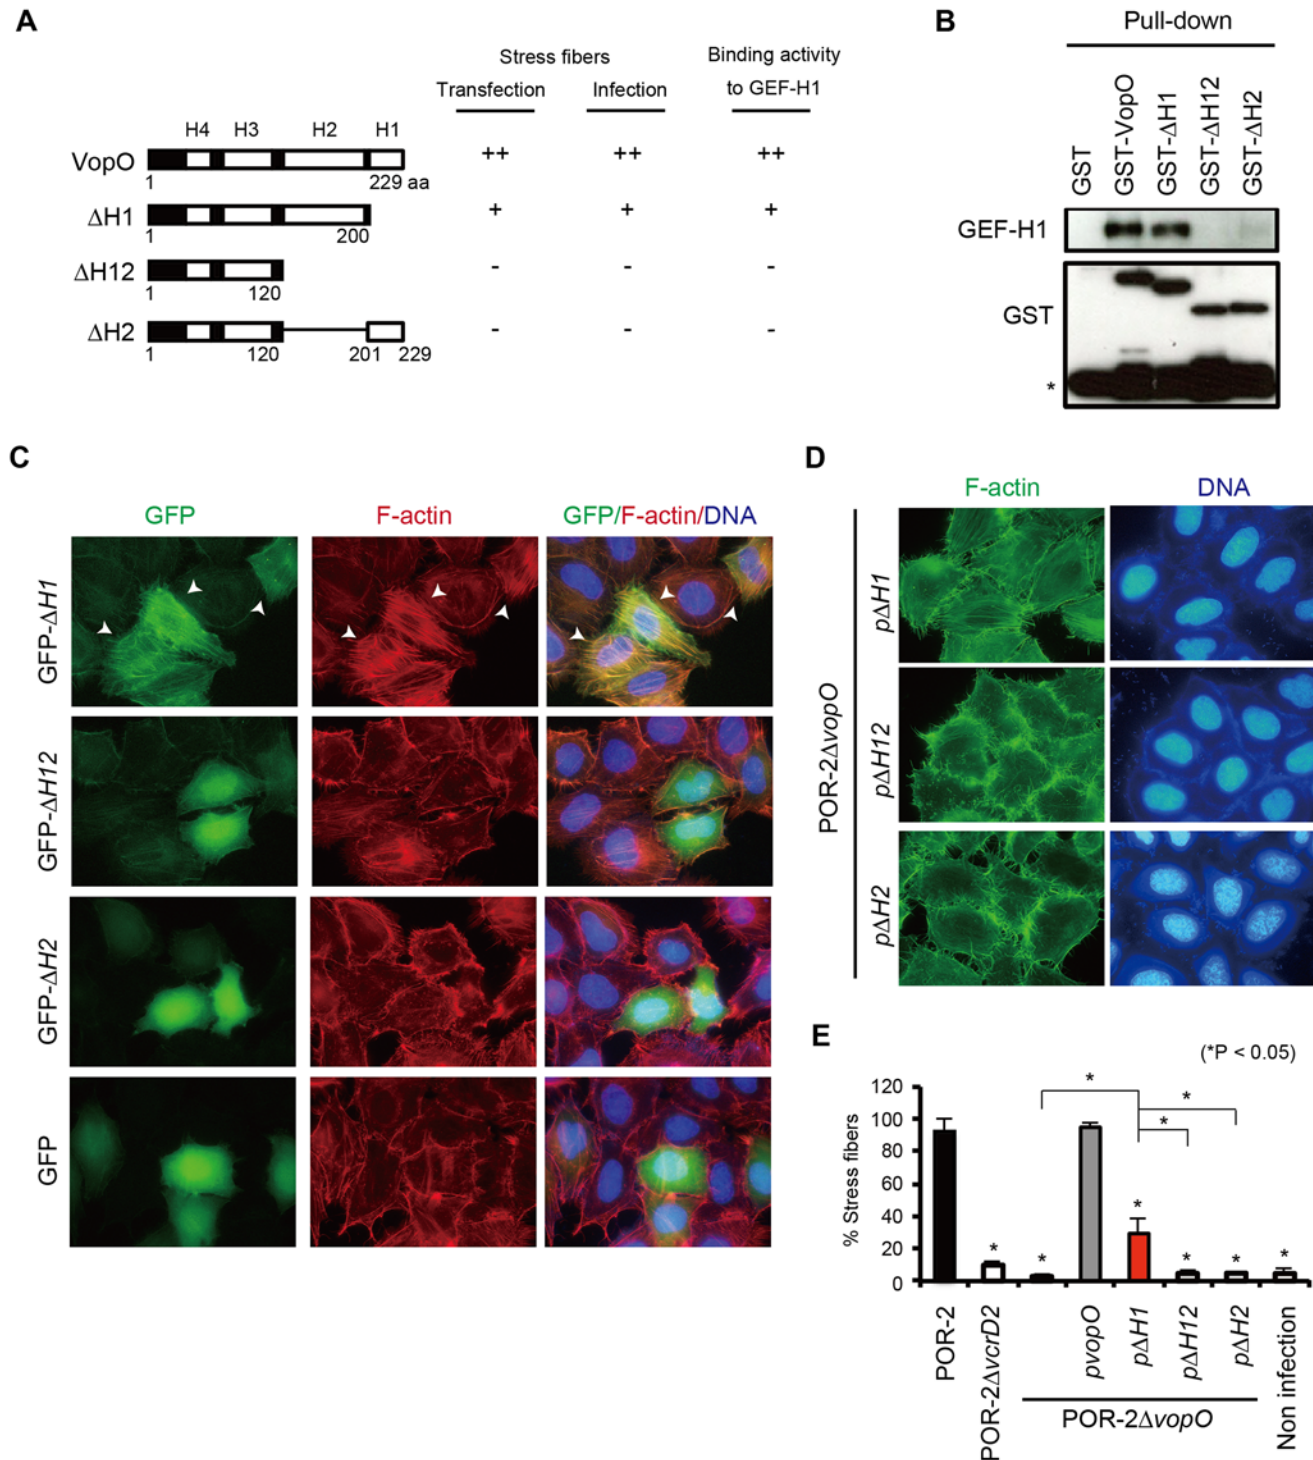 A
Stress fibers
Binding activity
Transfection
Infection
to GEF-H1
H4 H3 H2 H1
VopO
++ ++ ++
1 229 aa
ΔH1
+ + +
1 200
ΔH12
- - -
1 120
ΔH2
- - -
1 120 201 229
B
Pull-down
GST
GST-VopO
GST-ΔH1
GST-ΔH12
GST-ΔH2
GEF-H1
GST
*
C
GFP
F-actin
GFP/F-actin/DNA
GFP-ΔH1
GFP-ΔH12
GFP-ΔH2
GFP
D
F-actin
DNA
POR-2ΔvopO
pΔH1
pΔH12
pΔH2
E
(*P < 0.05)
% Stress fibers
120
100
80
60
40
20
0
*
*
*
*
*
*
*
*
*
POR-2
POR-2ΔvcrD2
pvopO
pΔH1
pΔH12
pΔH2
Non infection
POR-2ΔvopO